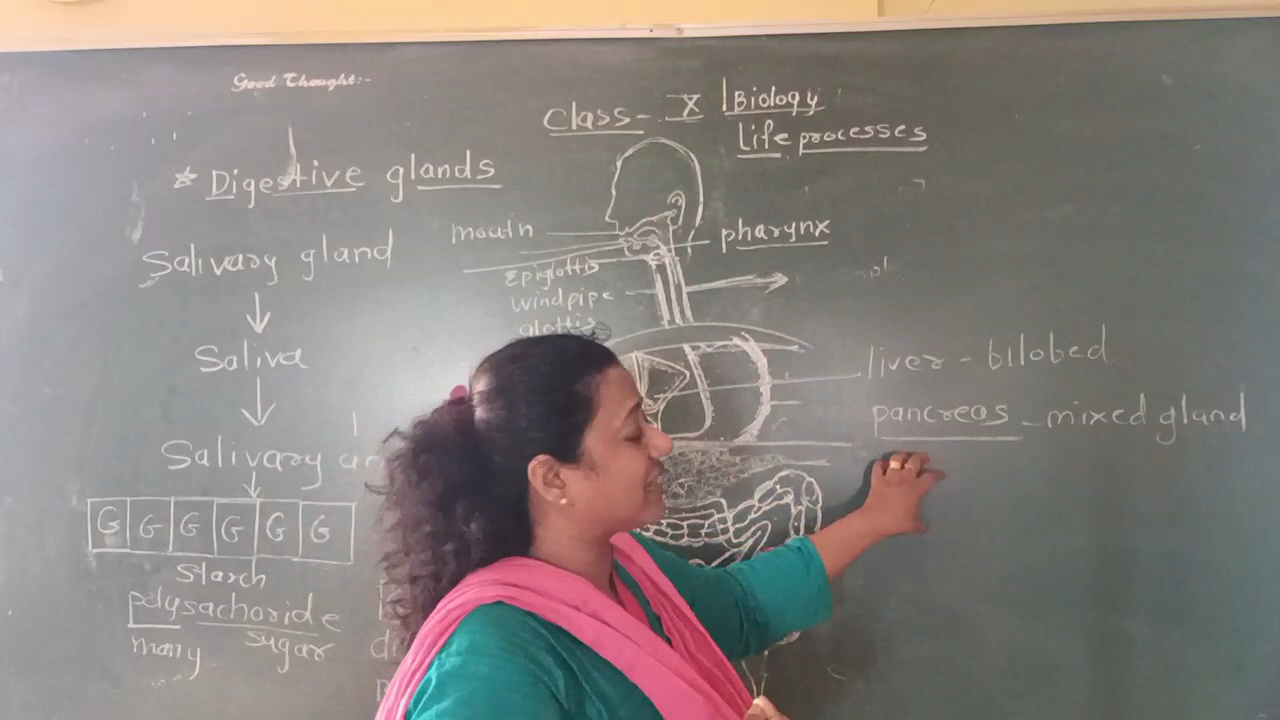 Good Thought:-
Class- X Biology
Life processes
* Digestive glands
Salivary gland
Saliva
Salivary
G G G G G G
Starch
polysachoride
many sugar
mouth
pharynx
Epiglottis
windpipe
glottis
liver - bilobed
pancreas - mixed gland